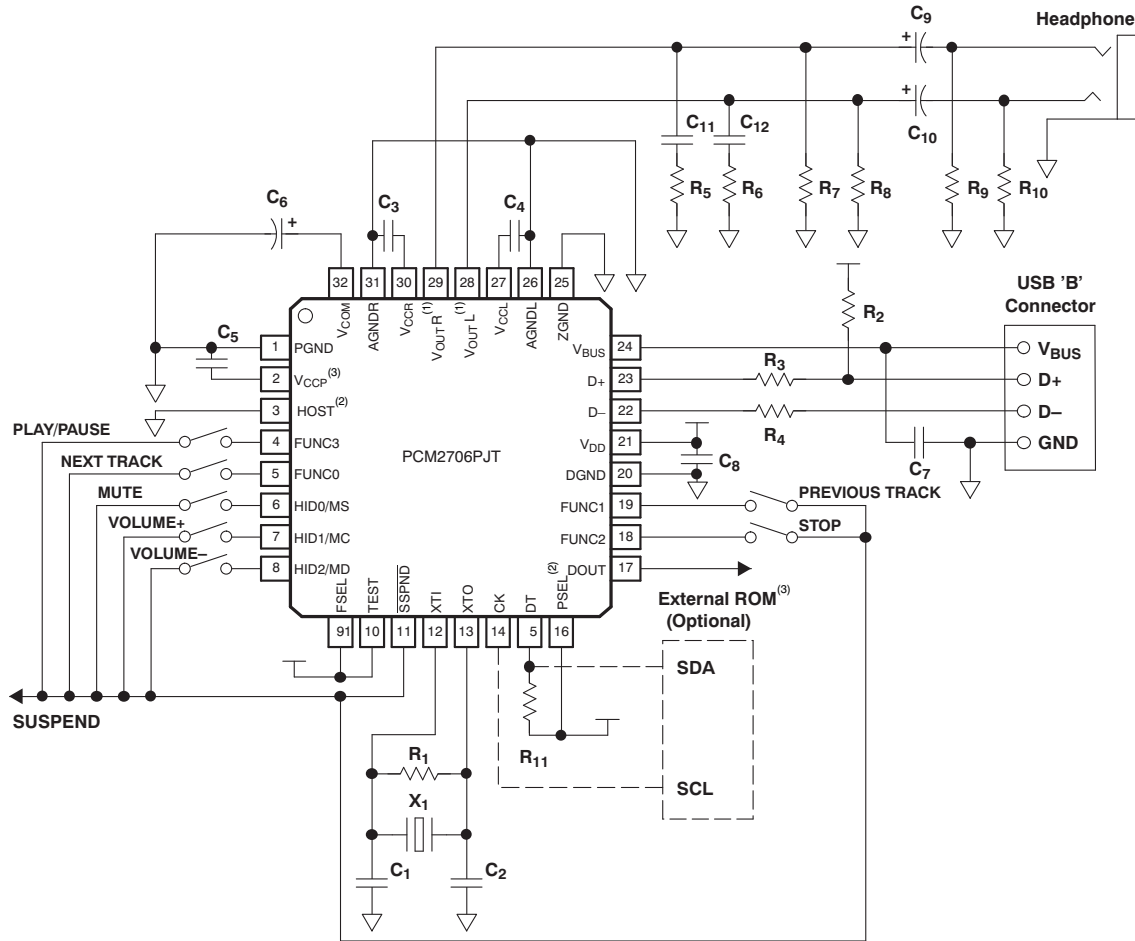 C9
Headphone
+
+
C10
C11
C12
R5
R6
R7
R8
R9
R10
C6
+
C3
C4
32
31
30
29
28
27
26
25
VCOM
AGNDR
VCCR
VOUTR(1)
VOUTL(1)
VCCL
AGNDL
ZGND
USB 'B'
Connector
R2
C5
1
PGND
VBUS
24
VBUS
2
VCCP(3)
D+
23
R3
D+
3
HOST(2)
D–
22
R4
D–
PLAY/PAUSE
4
FUNC3
PCM2706PJT
VDD
21
C8
C7
GND
NEXT TRACK
5
FUNC0
DGND
20
MUTE
6
HID0/MS
FUNC1
19
PREVIOUS TRACK
VOLUME+
7
HID1/MC
FUNC2
18
STOP
VOLUME–
8
HID2/MD
DOUT
17
FSEL
TEST
SSPND
XTI
XTO
CK
DT
PSEL(2)
91
10
11
12
13
14
5
16
External ROM(3)
(Optional)
SDA
SUSPEND
R11
R1
SCL
X1
C1
C2